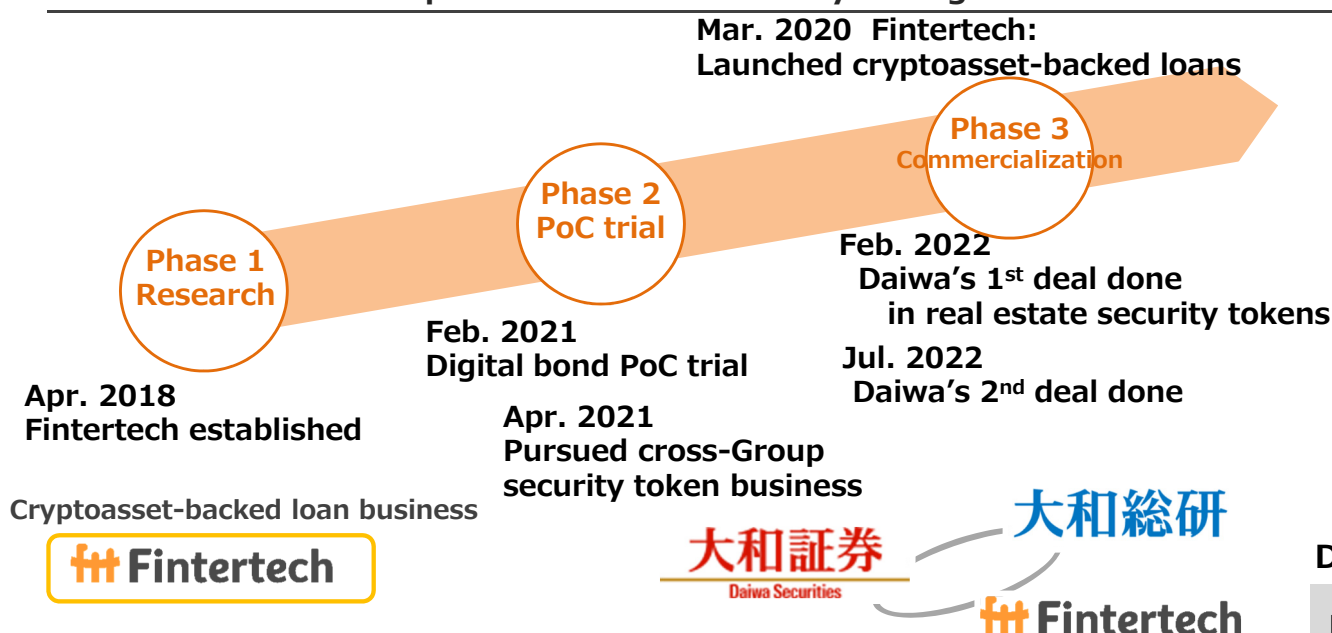 Mar. 2020 Fintertech:
Launched cryptoasset-backed loans
Phase 3
Commercialization
Phase 2
PoC trial
Phase 1
Research
Feb. 2022
Daiwa’s 1st deal done
in real estate security tokens
Jul. 2022
Daiwa’s 2nd deal done
Feb. 2021
Digital bond PoC trial
Apr. 2021
Pursued cross-Group
security token business
Apr. 2018
Fintertech established
Cryptoasset-backed loan business
Fintertech
大和証券
Daiwa Securities
大和総研
Fintertech